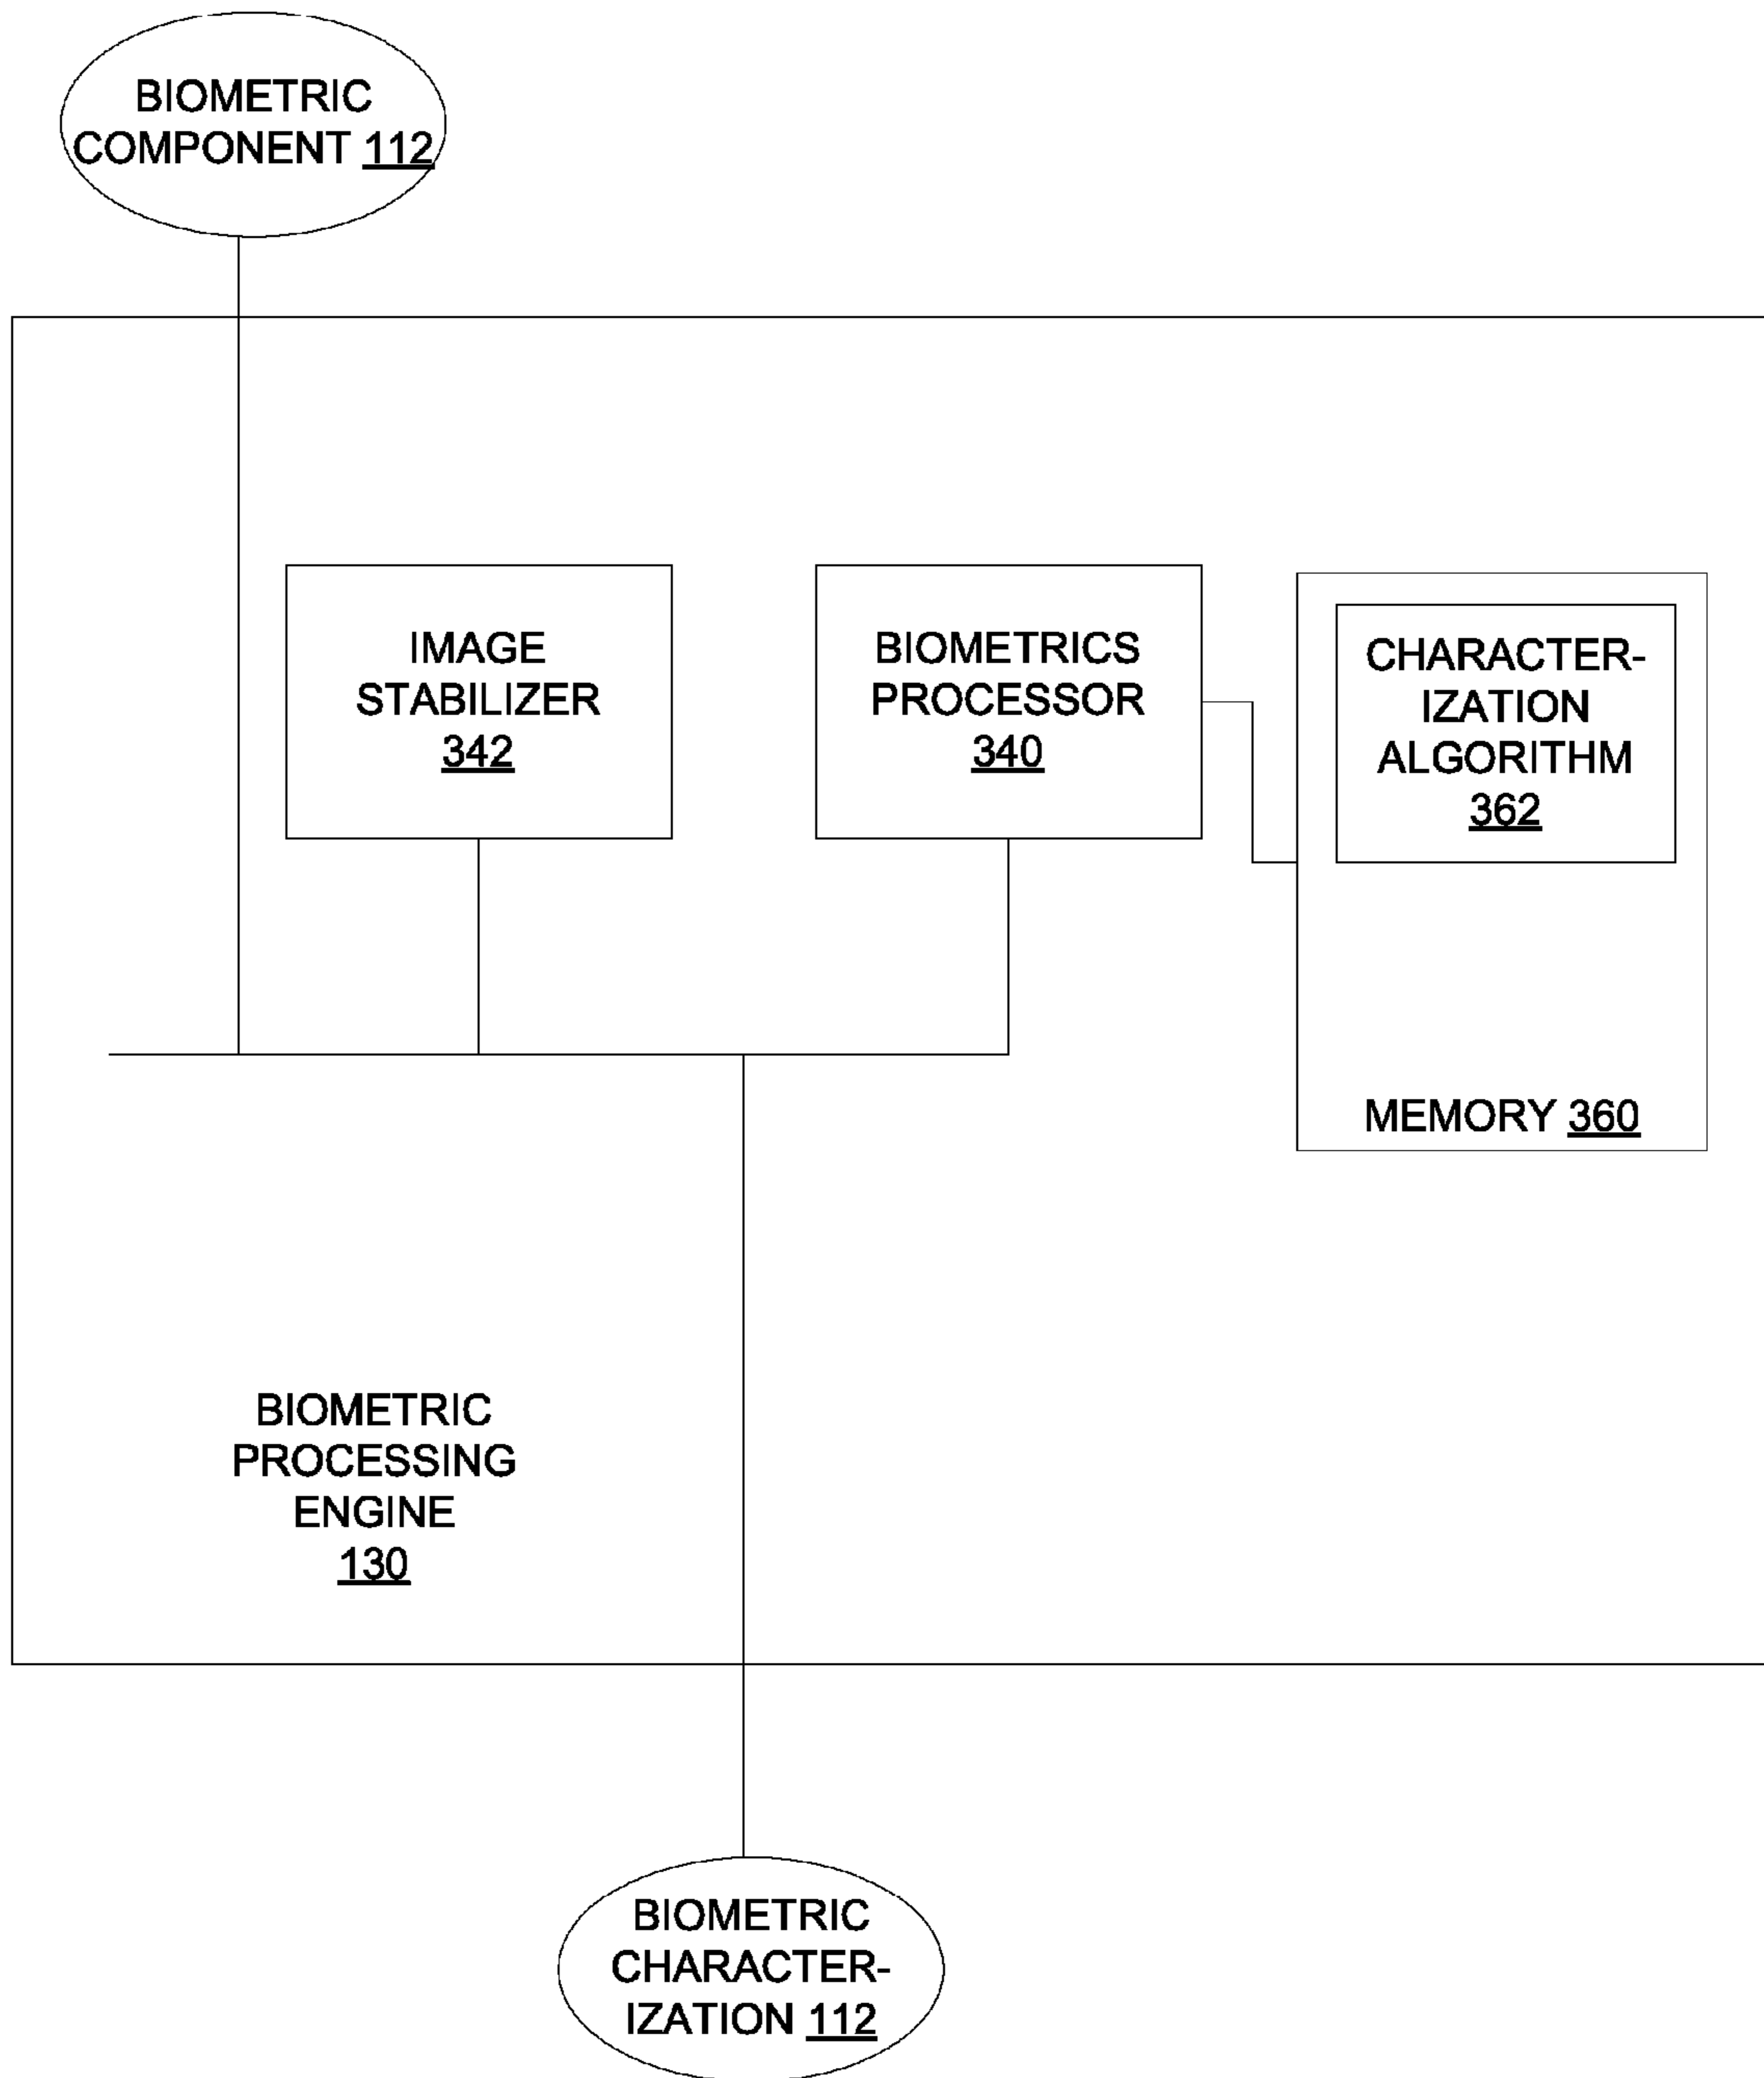 BIOMETRIC
COMPONENT 112
IMAGE
STABILIZER
342
BIOMETRICS
PROCESSOR
340
CHARACTER-
IZATION
ALGORITHM
362
MEMORY 360
BIOMETRIC
PROCESSING
ENGINE
130
BIOMETRIC
CHARACTER-
IZATION 112